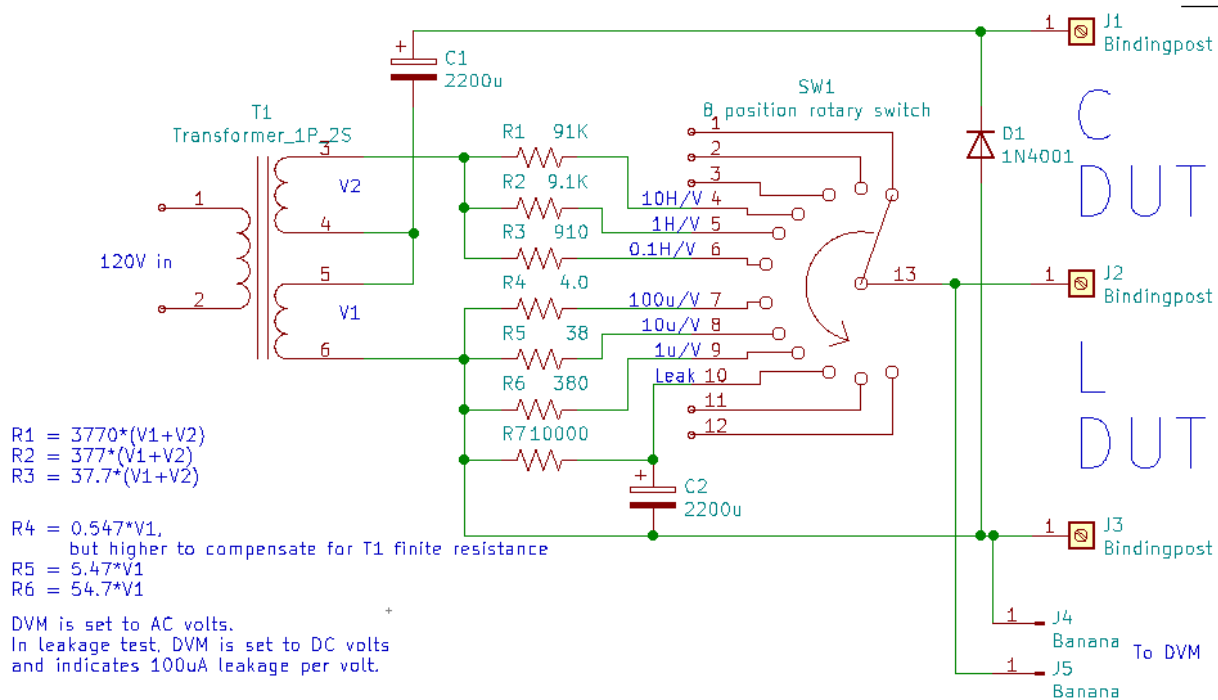 1
J1
Bindingpost
+
C1
2200u
SW1
8 position rotary switch
T1
Transformer_1P_2S
C
DUT
D1
1N4001
R1 91K
R2 9.1K
R3 910
R4 4.0
R5 38
R6 380
R7 10000
1
2
3
10H/V 4
1H/V 5
0.1H/V 6
100u/V 7
10u/V 8
1u/V 9
Leak 10
11
12
13
120V in
1
2
3
V2
4
5
V1
6
1
J2
Bindingpost
L
DUT
+
C2
2200u
1
J3
Bindingpost
1
J4
Banana
To DVM
1
J5
Banana
R1 = 3770*(V1+V2)
R2 = 377*(V1+V2)
R3 = 37.7*(V1+V2)
R4 = 0.547*V1,
but higher to compensate for T1 finite resistance
R5 = 5.47*V1
R6 = 54.7*V1
DVM is set to AC volts.
In leakage test, DVM is set to DC volts
and indicates 100uA leakage per volt.